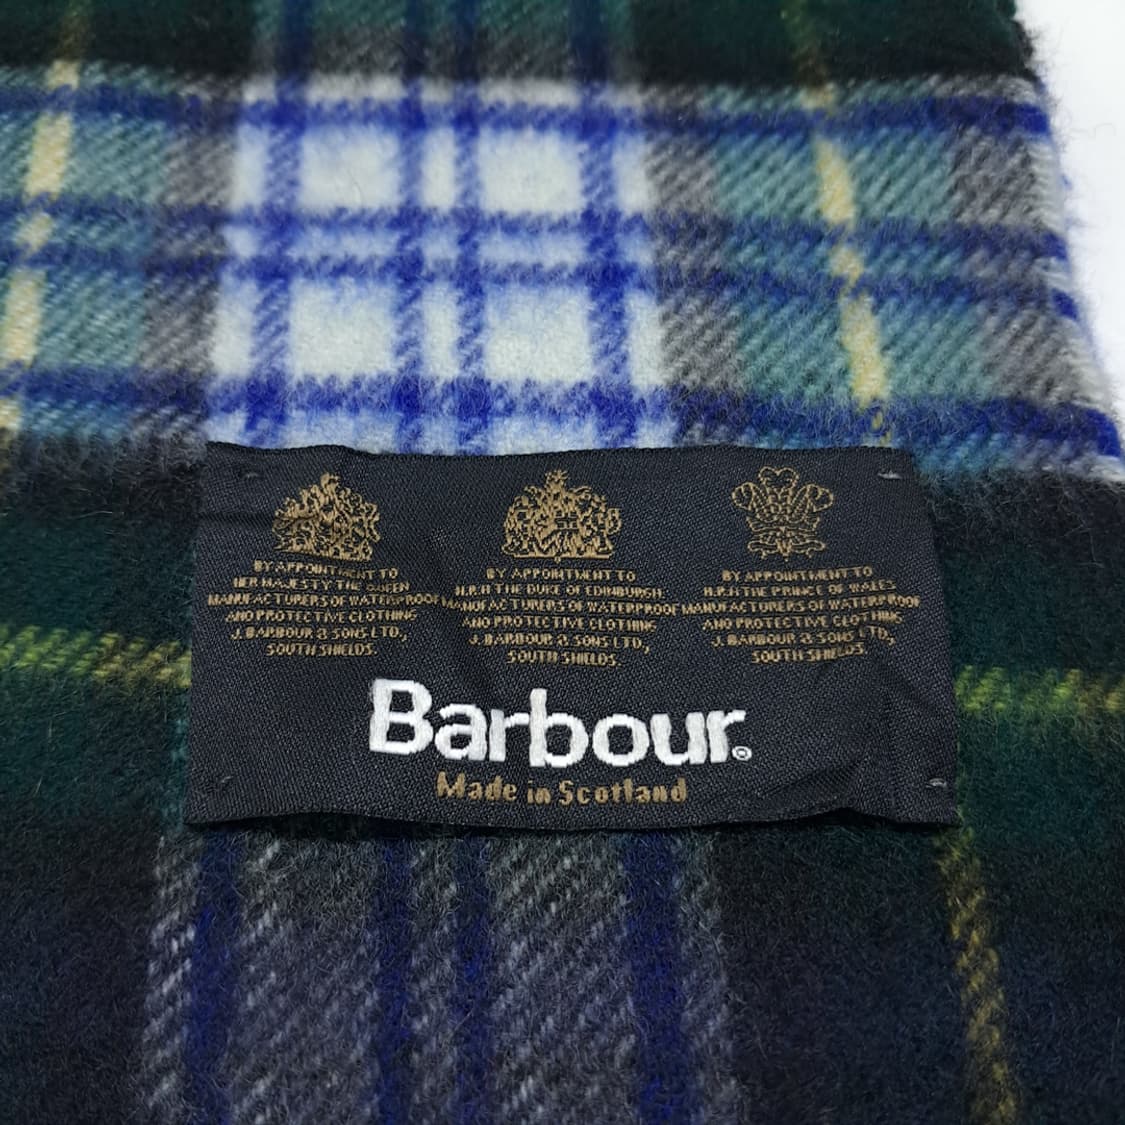 BY APPOINTMENT TO
HER MAJESTY THE QUEEN
MANUFACTURERS OF WATERPROOF
AND PROTECTIVE CLOTHING
J. BARBOUR & SONS LTD.,
SOUTH SHIELDS.
BY APPOINTMENT TO
H.R.H THE DUKE OF EDINBURGH.
MANUFACTURERS OF WATERPROOF
AND PROTECTIVE CLOTHING
J. BARBOUR & SONS LTD.,
SOUTH SHIELDS.
BY APPOINTMENT TO
H.R.H THE PRINCE OF WALES.
MANUFACTURERS OF WATERPROOF
AND PROTECTIVE CLOTHING
J. BARBOUR & SONS LTD.,
SOUTH SHIELDS.
Barbour®
Made in Scotland